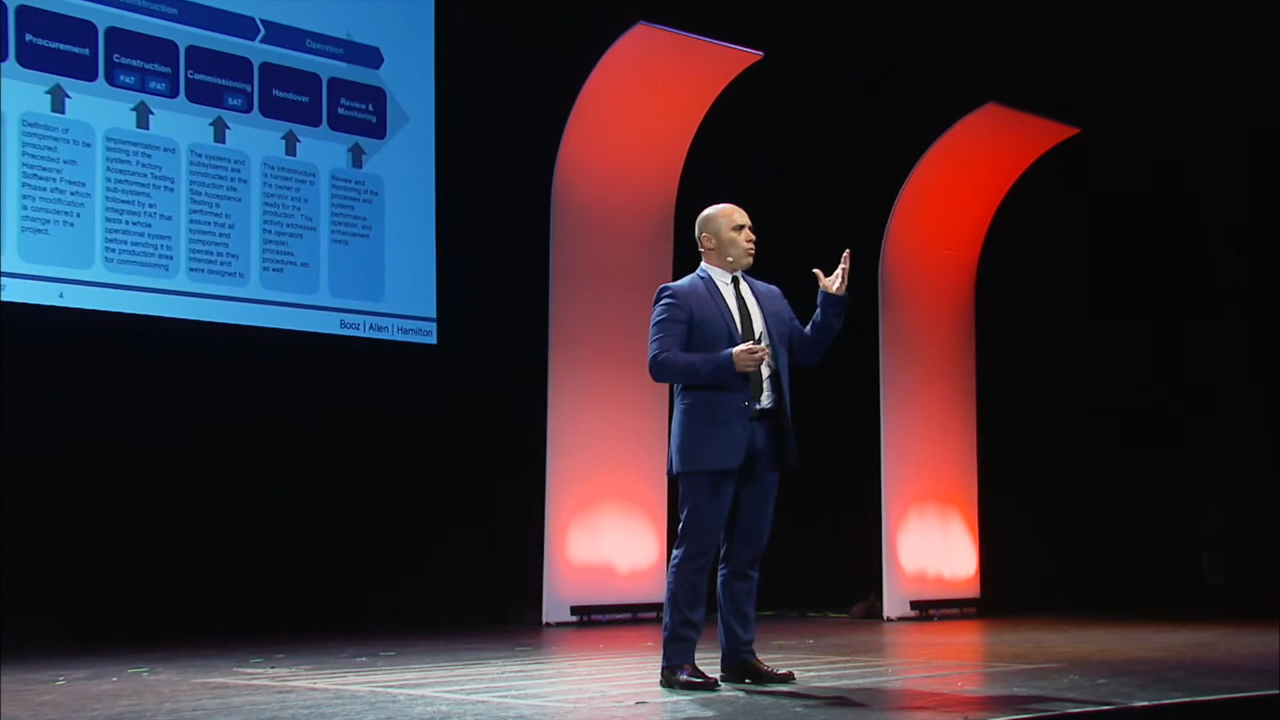 Construction
Operation
Procurement
Construction
FAT iFAT
Commissioning
SAT
Handover
Review &
Monitoring
Definition of
components to be
procured.
Preceded with
Hardware/
Software Freeze
Phase after which
any modification
is considered a
change in the
project.
Implementation and
testing of the
system. Factory
Acceptance Testing
is performed for the
sub-systems,
followed by an
integrated FAT that
tests a whole
operational system
before sending it to
the production area
for commissioning
The systems and
subsystems are
constructed at the
production site.
Site Acceptance
Testing is
performed to
assure that all
systems and
components
operate as they
intended and
were designed to
The infrastructure
is handed over to
the owner or
operator and is
ready for the
production. This
activity addresses
the operators
(people),
processes,
procedures, etc.
as well
Review and
monitoring of the
processes and
systems
performance,
operation, and
enhancement
needs
4
Booz | Allen | Hamilton